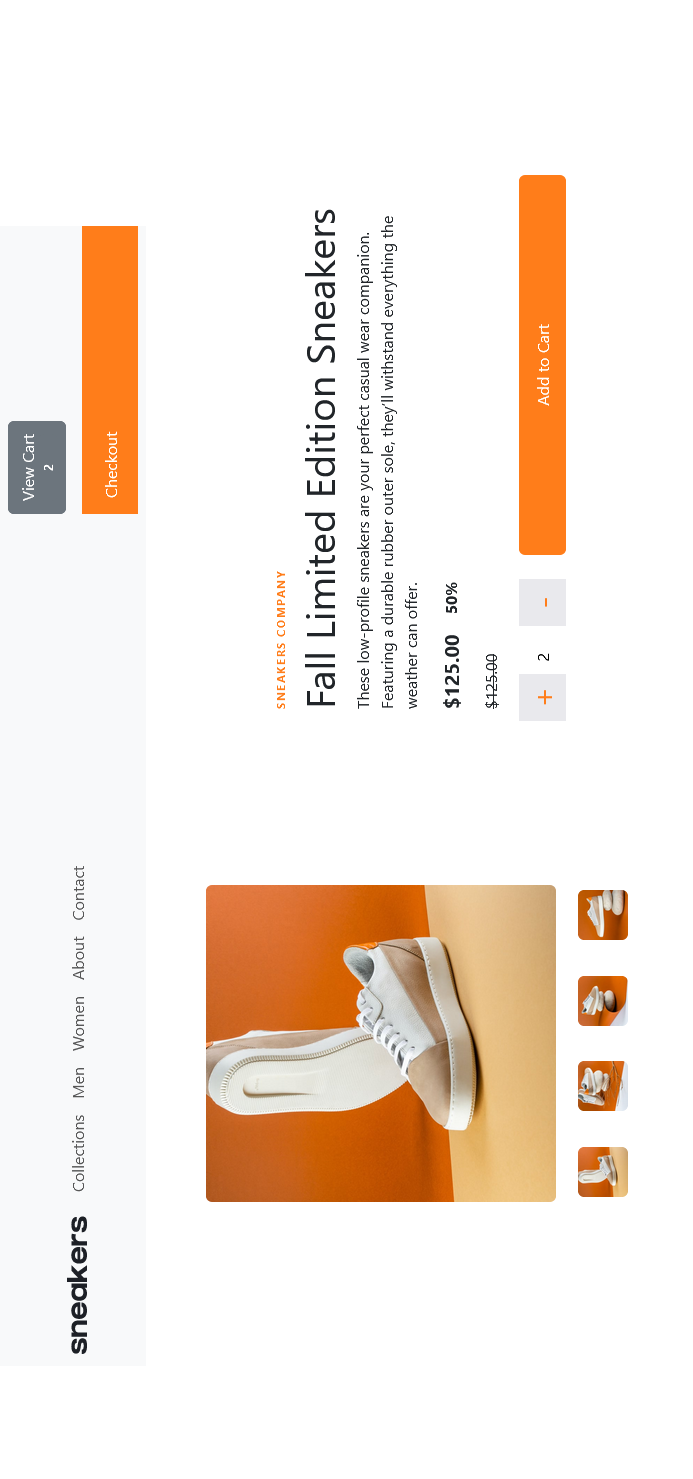 sneakers
Collections
Men
Women
About
Contact
View Cart
2
Checkout
SNEAKERS COMPANY
Fall Limited Edition Sneakers
These low-profile sneakers are your perfect casual wear companion.
Featuring a durable rubber outer sole, they'll withstand everything the
weather can offer.
$125.00 50%
$125.00
+ 2 -
Add to Cart